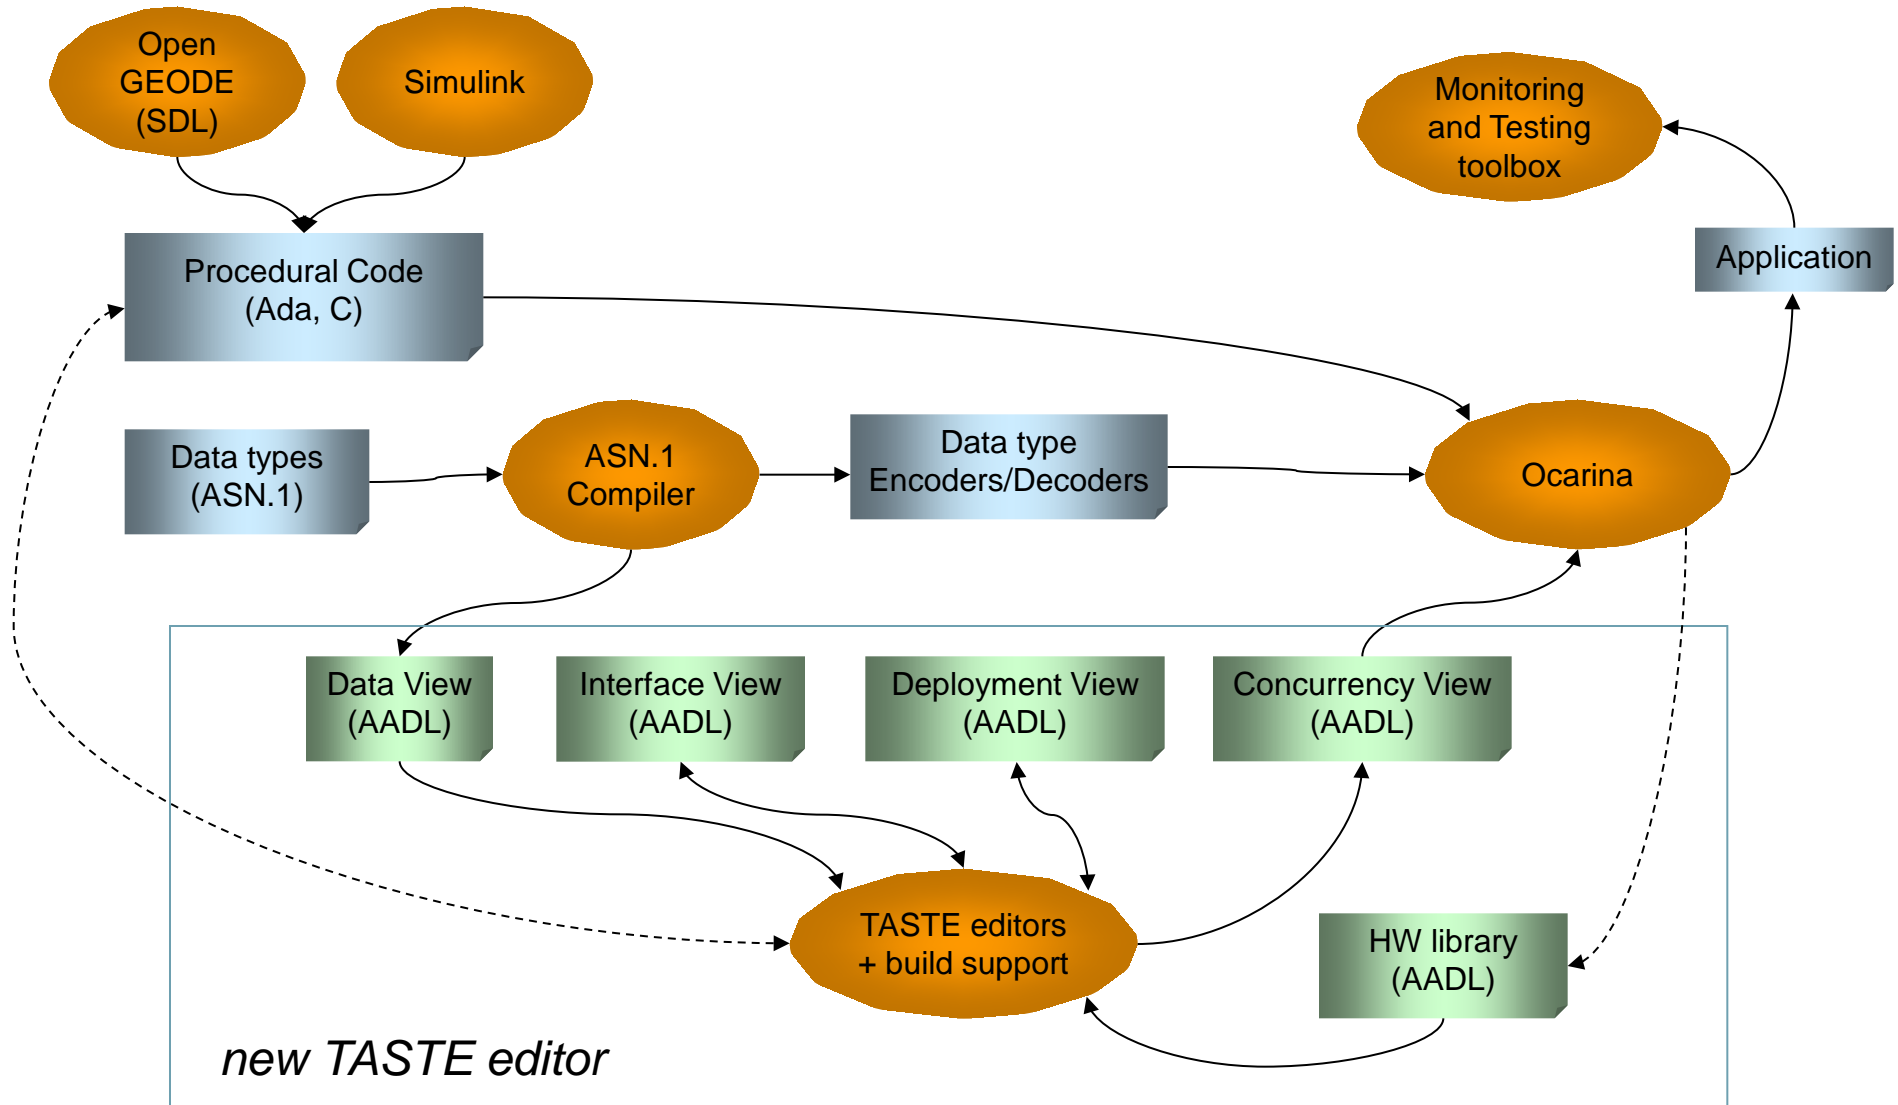 Open
GEODE
(SDL)
Simulink
Monitoring
and Testing
toolbox
Procedural Code
(Ada, C)
Application
Data types
(ASN.1)
ASN.1
Compiler
Data type
Encoders/Decoders
Ocarina
Data View
(AADL)
Interface View
(AADL)
Deployment View
(AADL)
Concurrency View
(AADL)
TASTE editors
+ build support
HW library
(AADL)
new TASTE editor